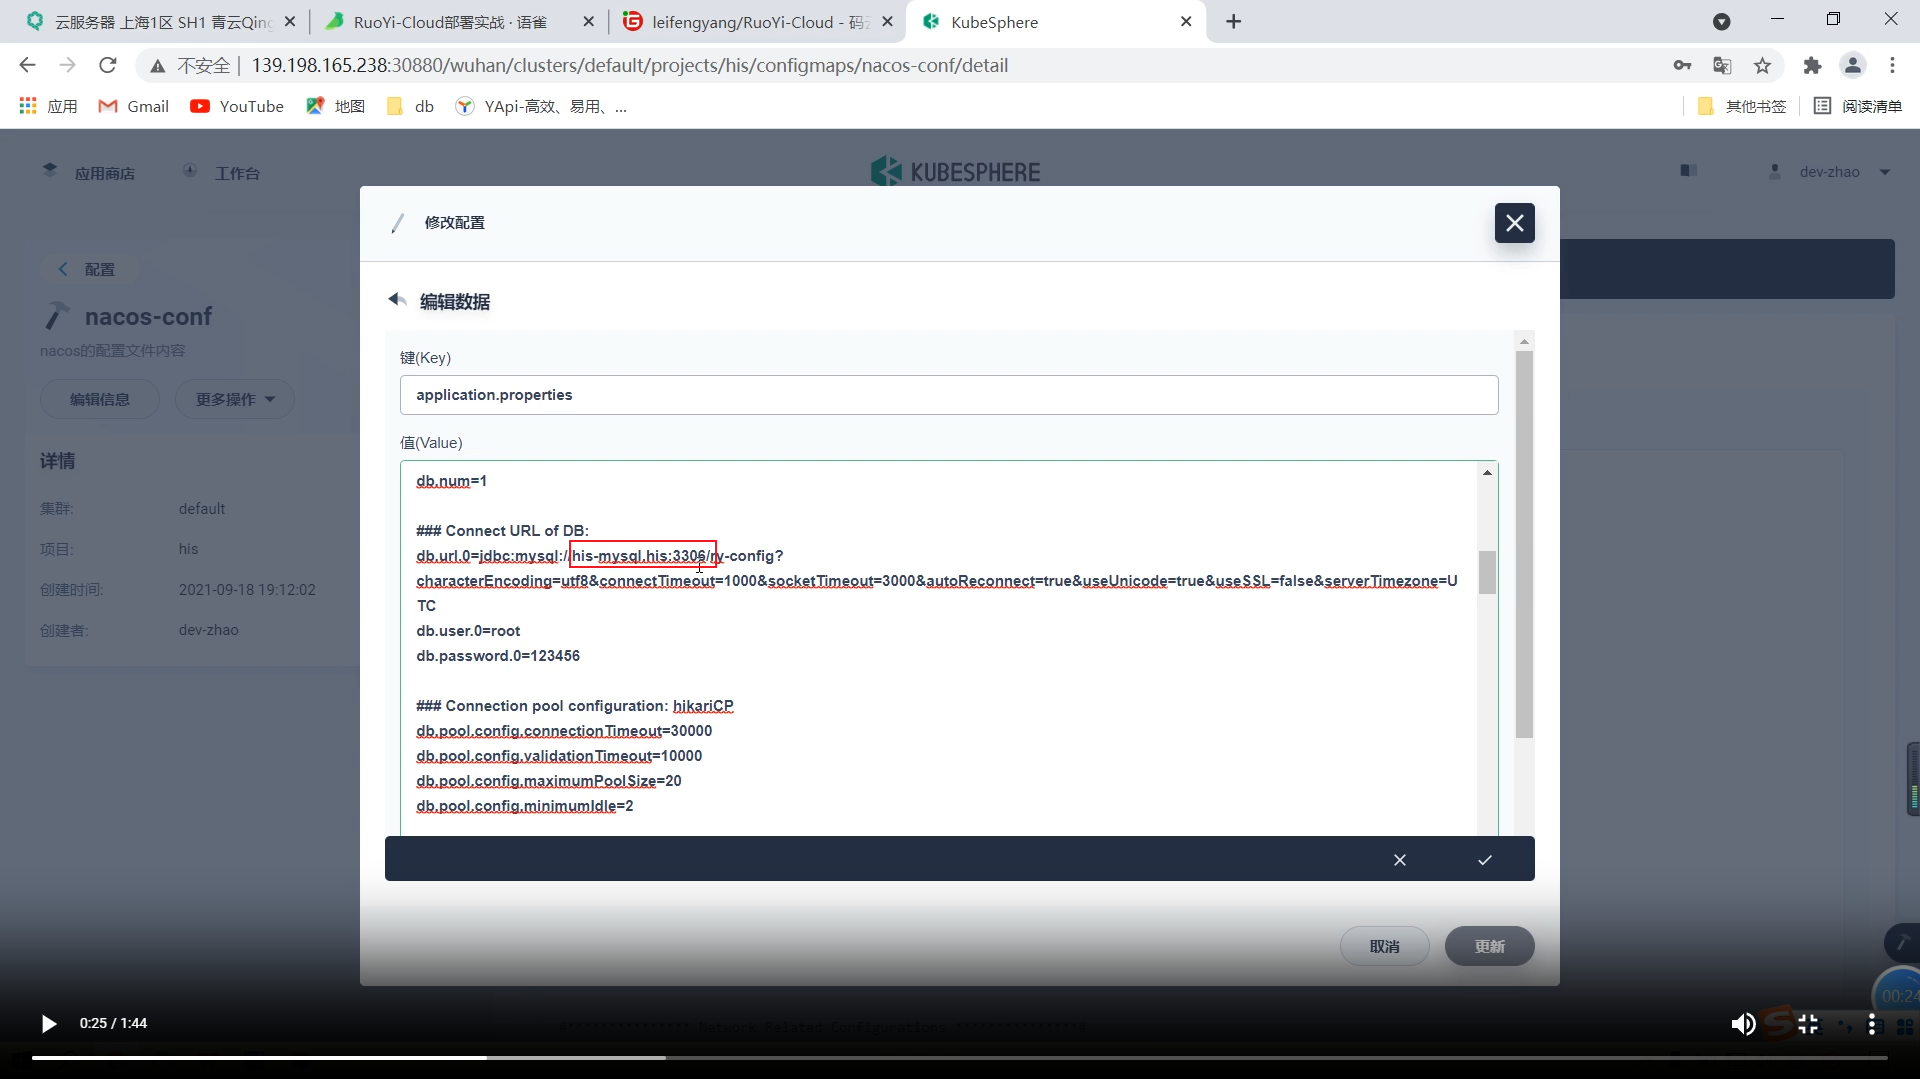 云服务器 上海1区 SH1 青云Qing
RuoYi-Cloud部署实战 · 语雀
leifengyang/RuoYi-Cloud - 码云
KubeSphere
不安全 | 139.198.165.238:30880/wuhan/clusters/default/projects/his/configmaps/nacos-conf/detail
应用 Gmail YouTube 地图 db YApi-高效、易用、... 其他书签 阅读清单
应用商店 工作台 KUBESPHERE dev-zhao
修改配置
配置
编辑数据
nacos-conf
nacos的配置文件内容
键(Key)
application.properties
编辑信息 更多操作
值(Value)
详情
集群: default
项目: his
创建时间: 2021-09-18 19:12:02
创建者: dev-zhao
db.num=1
### Connect URL of DB:
db.url.0=jdbc:mysql://his-mysql.his:3306/ry-config?
characterEncoding=utf8&connectTimeout=1000&socketTimeout=3000&autoReconnect=true&useUnicode=true&useSSL=false&serverTimezone=U
TC
db.user.0=root
db.password.0=123456
### Connection pool configuration: hikariCP
db.pool.config.connectionTimeout=30000
db.pool.config.validationTimeout=10000
db.pool.config.maximumPoolSize=20
db.pool.config.minimumIdle=2
取消 更新
00:24
0:25 / 1:44
Network Related Configurations